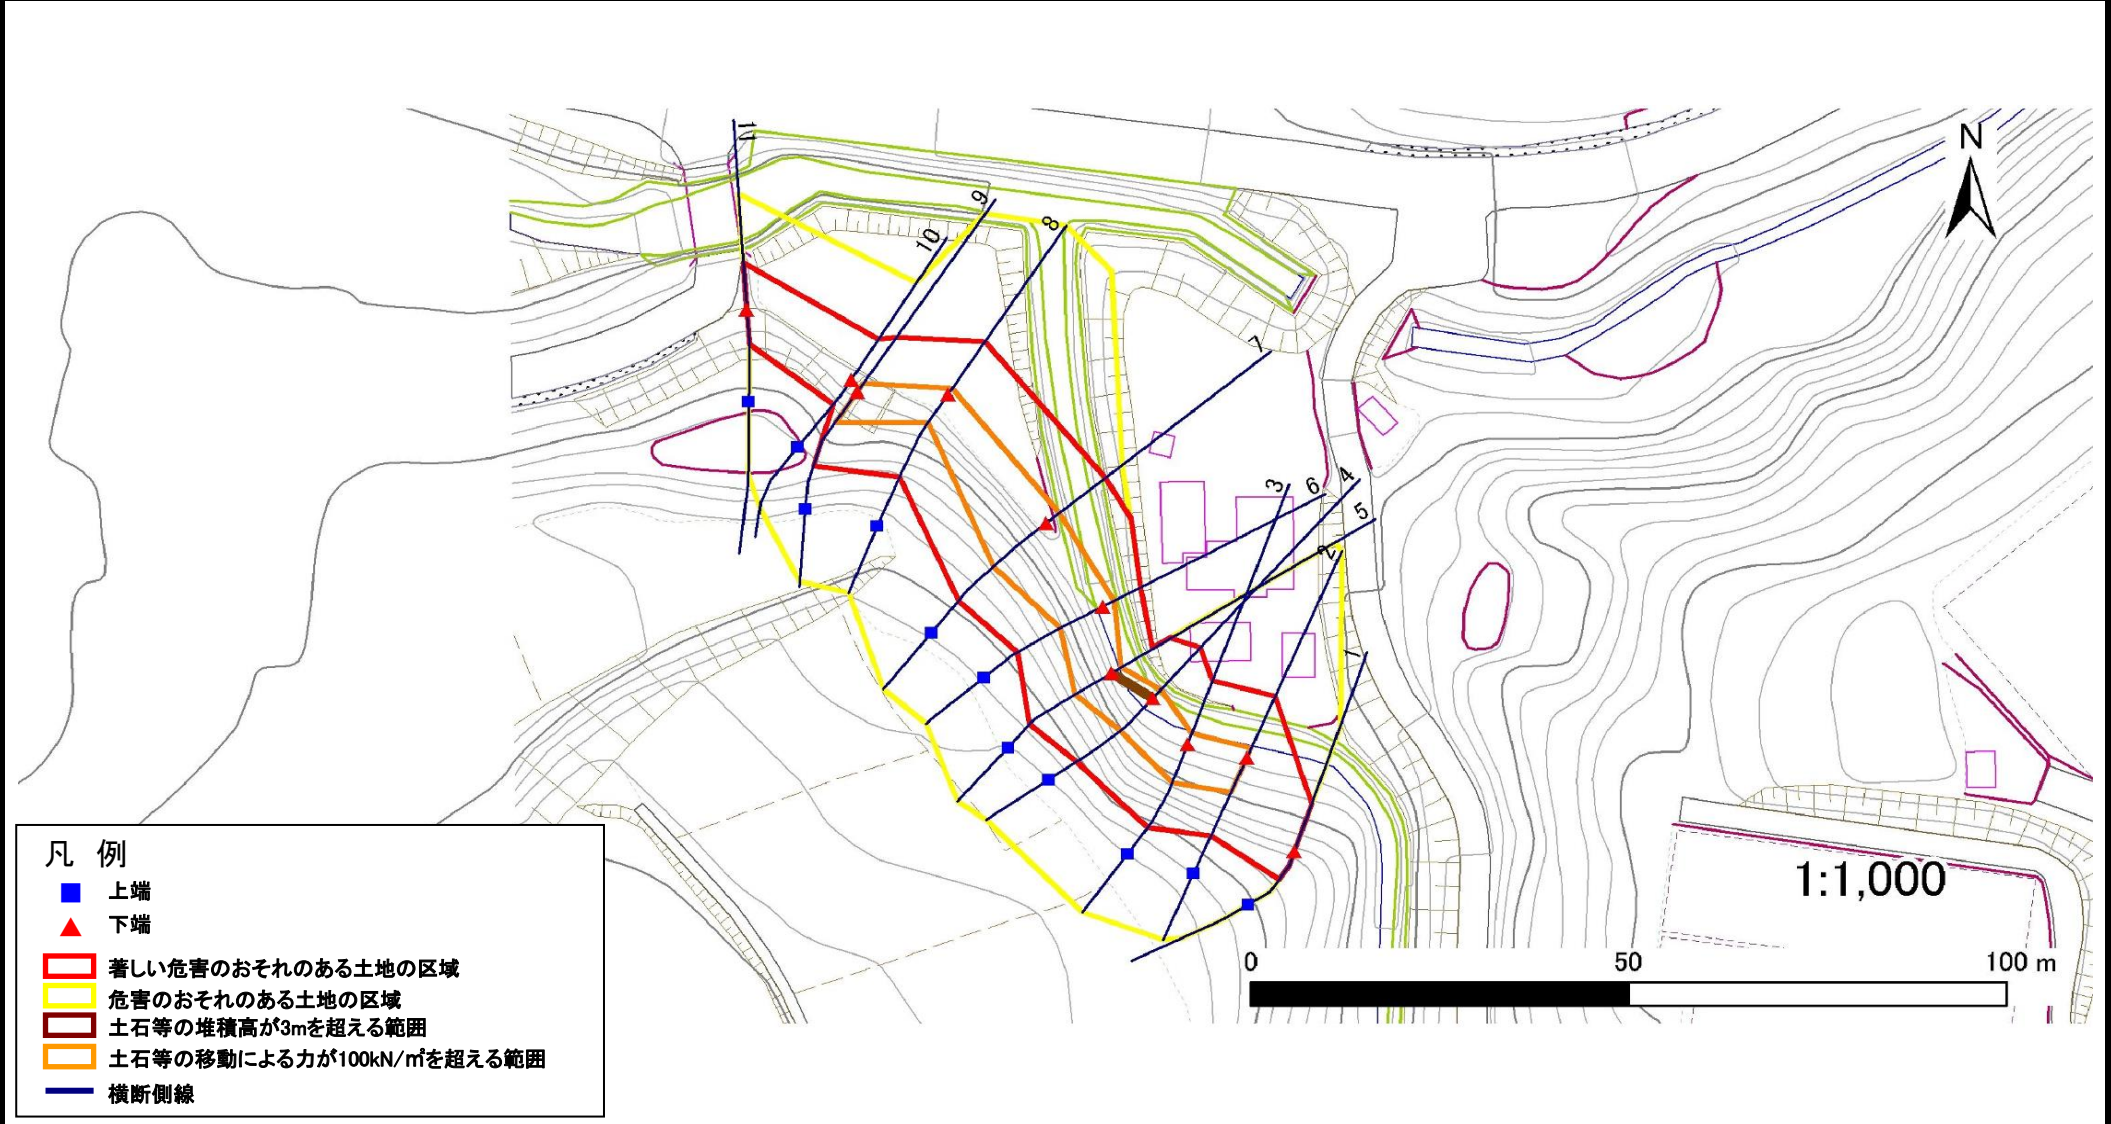 11
9
10
8
N
7
3
6
4
5
2
1
1:1,000
0
50
100 m
凡 例
上端
下端
著しい危害のおそれのある土地の区域
危害のおそれのある土地の区域
土石等の堆積高が3mを超える範囲
土石等の移動による力が100kN/㎡を超える範囲
横断側線